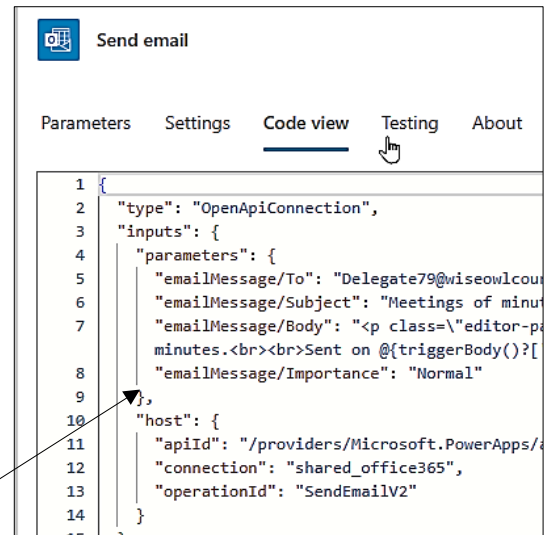 Send email
Parameters Settings Code view Testing About
1 {
2 "type": "OpenApiConnection",
3 "inputs": {
4 "parameters": {
5 "emailMessage/To": "Delegate79@wiseowlcour
6 "emailMessage/Subject": "Meetings of minut
7 "emailMessage/Body": "<p class=\"editor-pa
minutes.<br><br>Sent on @{triggerBody()?[
8 "emailMessage/Importance": "Normal"
9 },
10 "host": {
11 "apiId": "/providers/Microsoft.PowerApps/a
12 "connection": "shared_office365",
13 "operationId": "SendEmailV2"
14 }